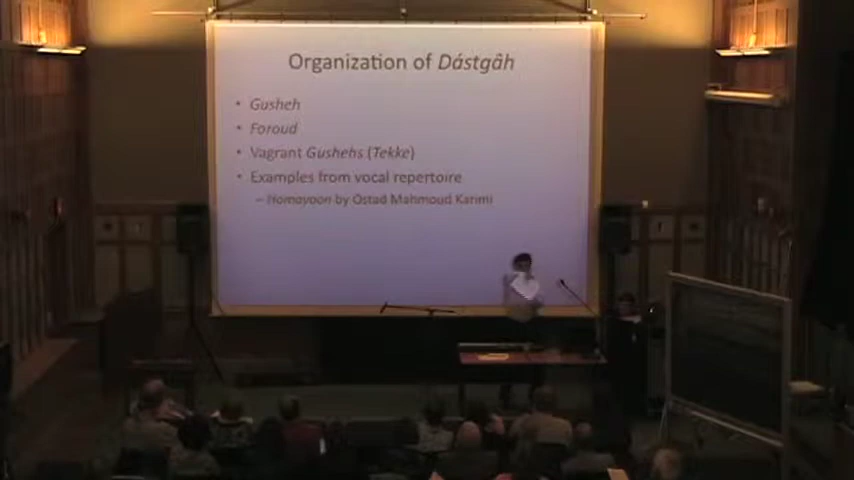 Organization of Dástgâh
• Gusheh
• Foroud
• Vagrant Gushehs (Tekke)
• Examples from vocal repertoire
– Homayoon by Ostad Mahmoud Karimi